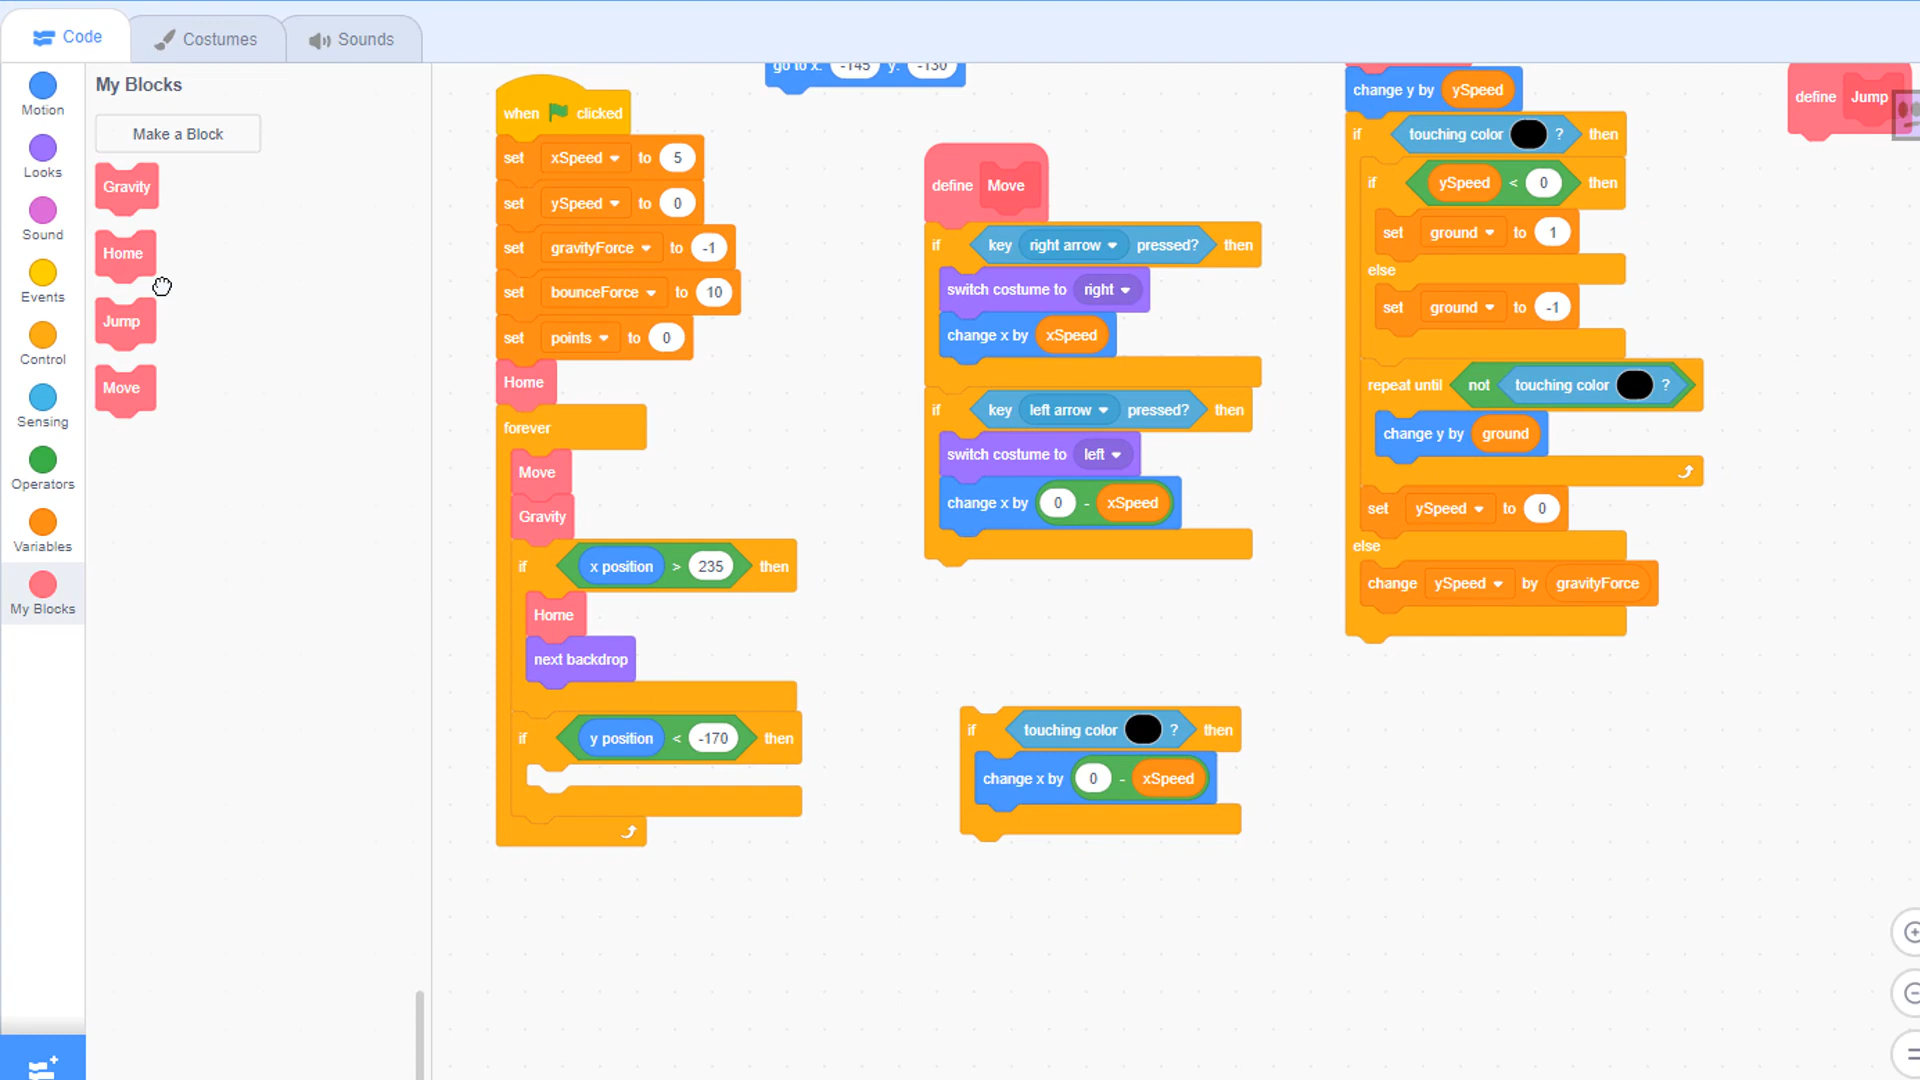 Code
Costumes
Sounds
Motion
Looks
Sound
Events
Control
Sensing
Operators
Variables
My Blocks
My Blocks
Make a Block
Gravity
Home
Jump
Move
when clicked
set xSpeed to 5
set ySpeed to 0
set gravityForce to -1
set bounceForce to 10
set points to 0
Home
forever
Move
Gravity
if x position > 235 then
Home
next backdrop
if y position < -170 then
go to x: -145 y: -130
define Move
if key right arrow pressed? then
switch costume to right
change x by xSpeed
if key left arrow pressed? then
switch costume to left
change x by 0 - xSpeed
if touching color ? then
change x by 0 - xSpeed
change y by ySpeed
if touching color ? then
if ySpeed < 0 then
set ground to 1
else
set ground to -1
repeat until not touching color ?
change y by ground
set ySpeed to 0
else
change ySpeed by gravityForce
define Jump